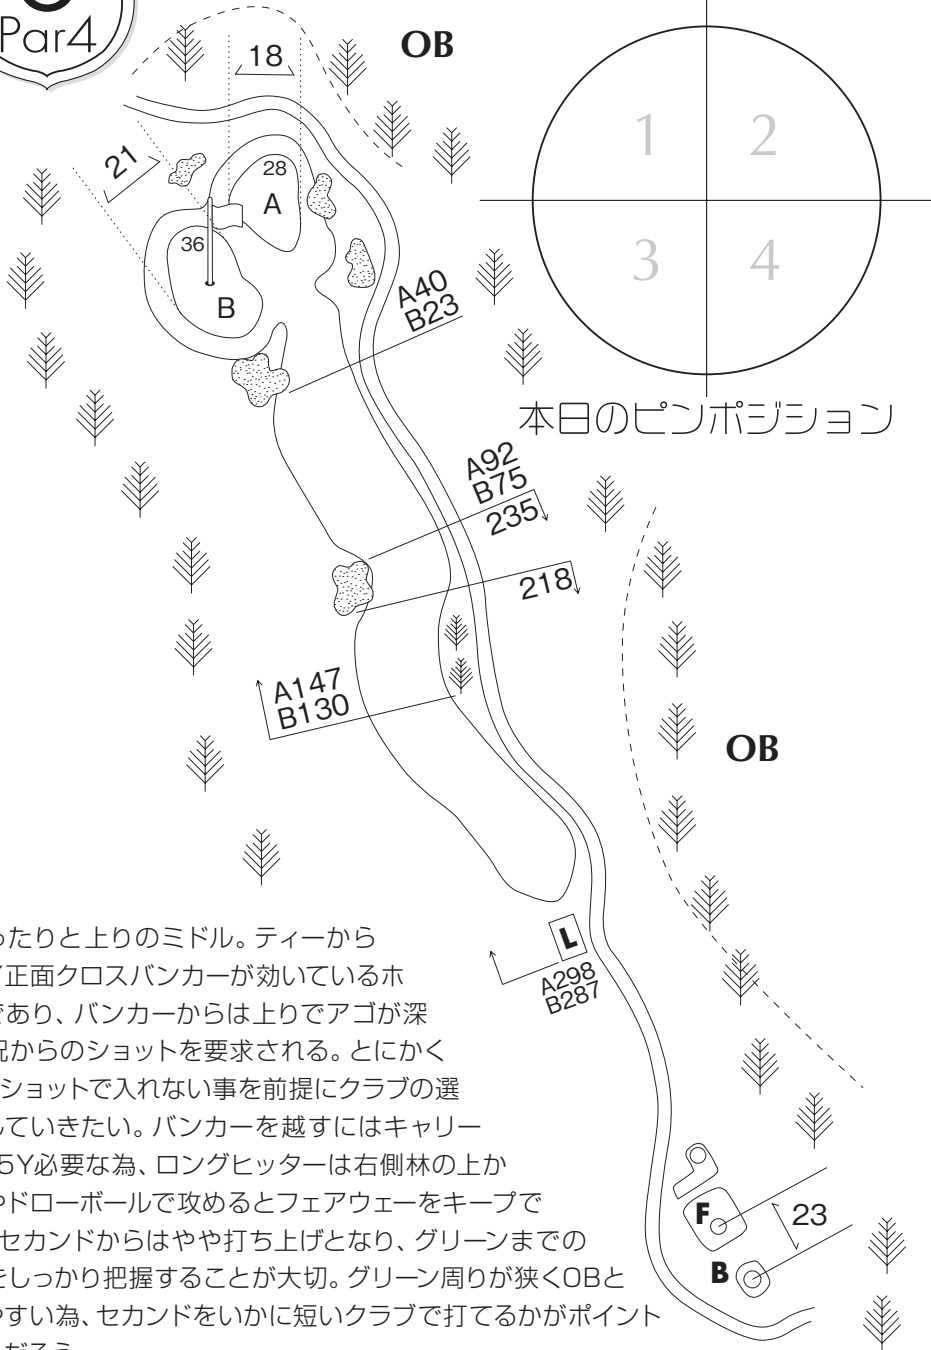 Par4
OB
18
21
28
A
36
B
A40
B23
1
2
3
4
本日のピンポジション
A92
B75
235
218
A147
B130
OB
L
A298
B287
F
23
B
たりと上りのミドル。ティーから
正面クロスバンカーが効いているホ
であり、バンカーからは上りでアゴが深
況からのショットを要求される。とにかく
ショットで入れない事を前提にクラブの選
していきたい。バンカーを越すにはキャリー
5Y必要な為、ロングヒッターは右側林の上か
やドローボールで攻めるとフェアウェーをキープで
セカンドからはやや打ち上げとなり、グリーンまでの
をしっかり把握することが大切。グリーン周りが狭くOBと
やすい為、セカンドをいかに短いクラブで打てるかがポイント